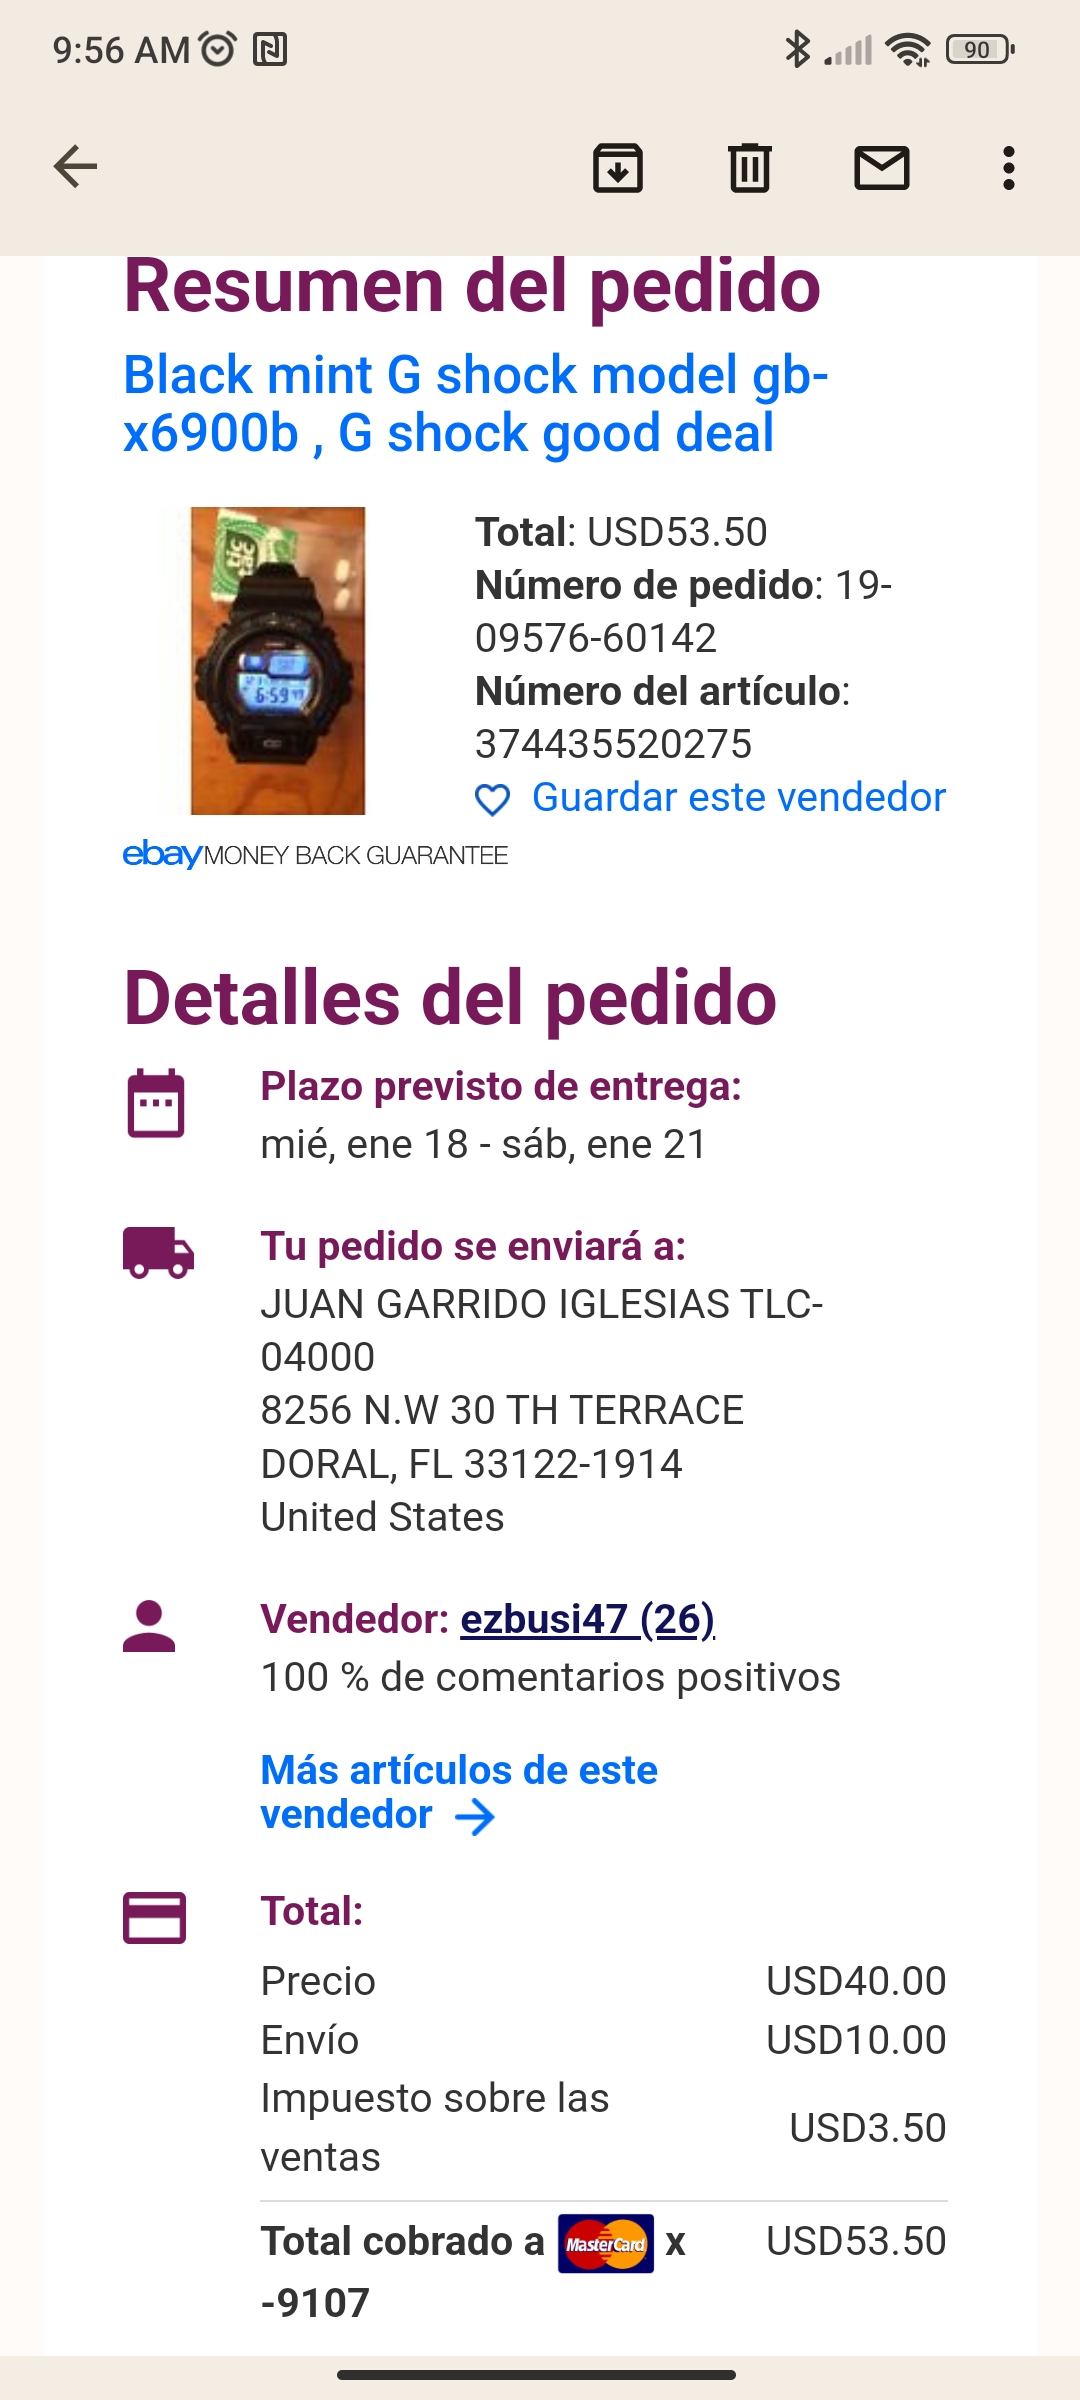 9:56 AM
90
Resumen del pedido
Black mint G shock model gb-
x6900b , G shock good deal
tic
tac
6:59
Total: USD53.50
Número de pedido: 19-
09576-60142
Número del artículo:
374435520275
Guardar este vendedor
ebay MONEY BACK GUARANTEE
Detalles del pedido
Plazo previsto de entrega:
mié, ene 18 - sáb, ene 21
Tu pedido se enviará a:
JUAN GARRIDO IGLESIAS TLC-
04000
8256 N.W 30 TH TERRACE
DORAL, FL 33122-1914
United States
Vendedor: ezbusi47 (26)
100 % de comentarios positivos
Más artículos de este
vendedor
Total:
Precio USD40.00
Envío USD10.00
Impuesto sobre las
ventas USD3.50
Total cobrado a MasterCard x USD53.50
-9107